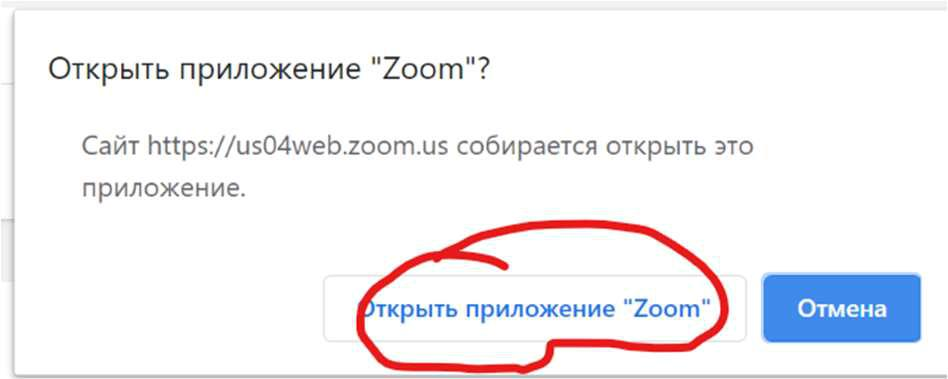 Открыть приложение "Zoom"?
Сайт https://us04web.zoom.us собирается открыть это
приложение.
Открыть приложение "Zoom"
Отмена